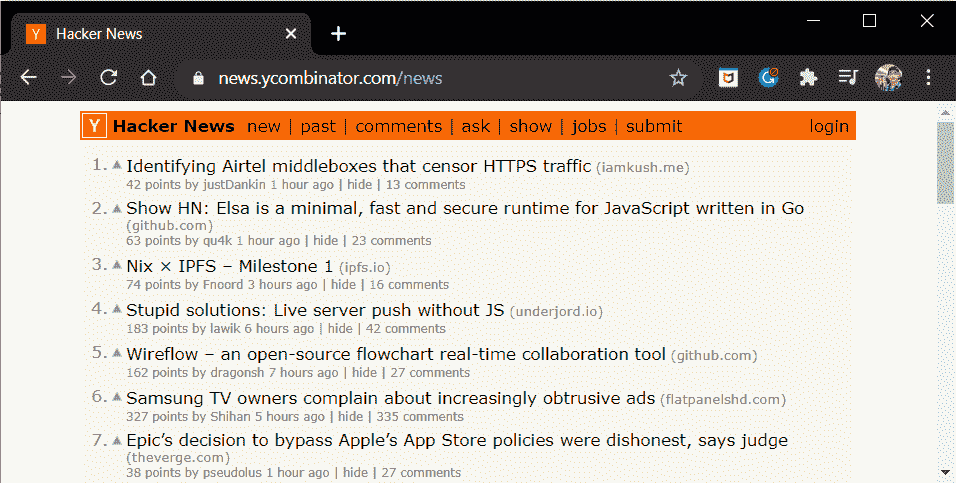 Y Hacker News
news.ycombinator.com/news
Y Hacker News new | past | comments | ask | show | jobs | submit login
1. Identifying Airtel middleboxes that censor HTTPS traffic (iamkush.me)
42 points by justDankin 1 hour ago | hide | 13 comments
2. Show HN: Elsa is a minimal, fast and secure runtime for JavaScript written in Go
(github.com)
63 points by qu4k 1 hour ago | hide | 23 comments
3. Nix × IPFS – Milestone 1 (ipfs.io)
74 points by Fnoord 3 hours ago | hide | 16 comments
4. Stupid solutions: Live server push without JS (underjord.io)
183 points by lawik 6 hours ago | hide | 42 comments
5. Wireflow – an open-source flowchart real-time collaboration tool (github.com)
162 points by dragonsh 7 hours ago | hide | 27 comments
6. Samsung TV owners complain about increasingly obtrusive ads (flatpanelshd.com)
327 points by Shihan 5 hours ago | hide | 335 comments
7. Epic’s decision to bypass Apple’s App Store policies were dishonest, says judge
(theverge.com)
38 points by pseudolus 1 hour ago | hide | 27 comments